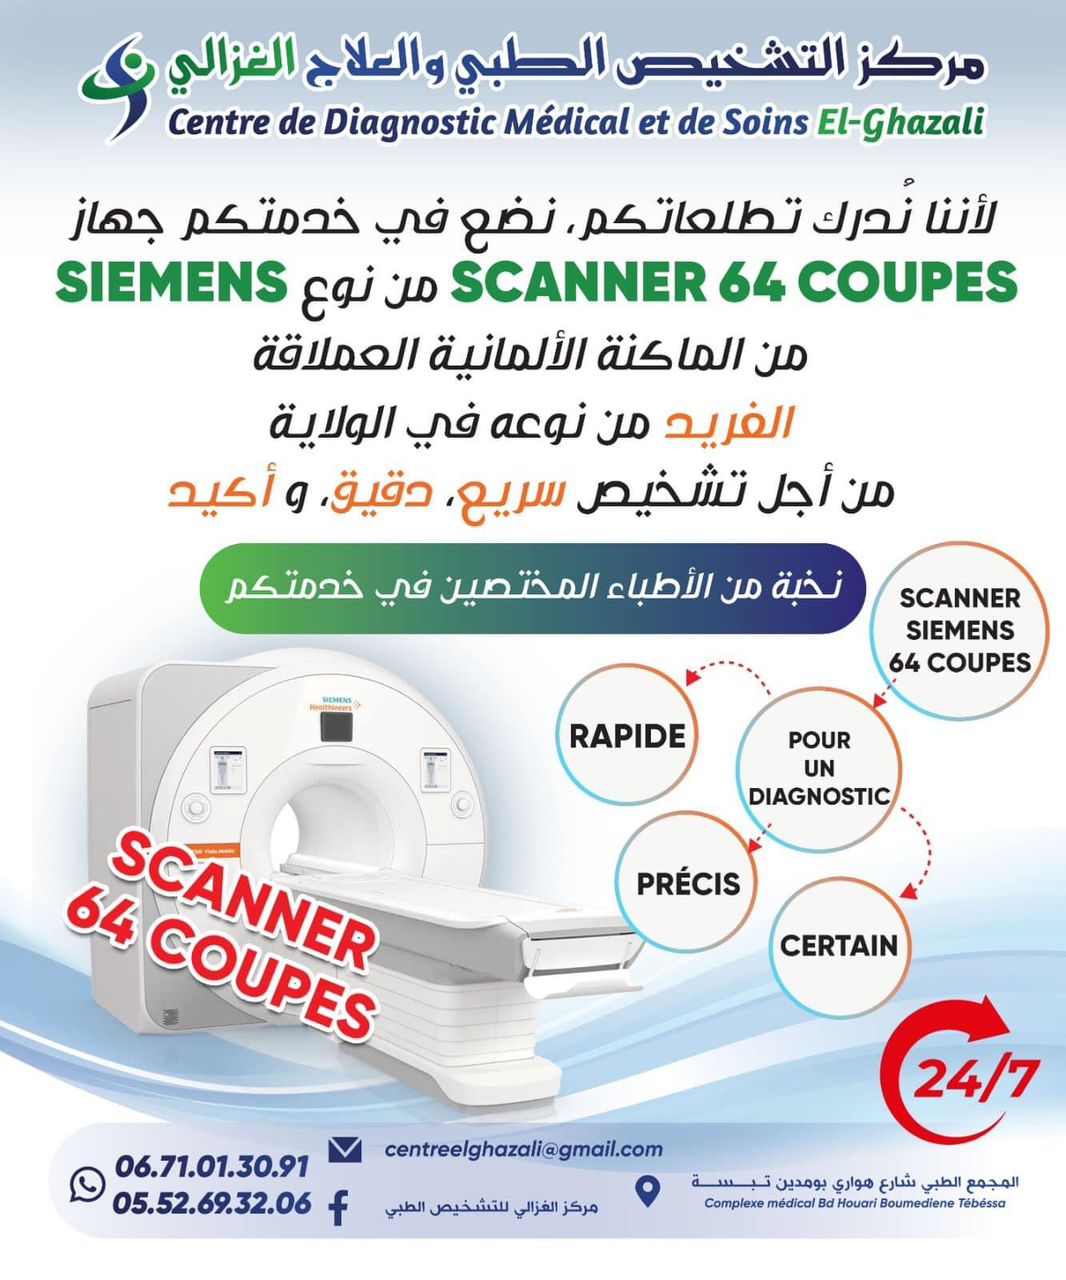 مركز التشخيص الطبي والعلاج الغزالي
Centre de Diagnostic Médical et de Soins El-Ghazali
لأننا نُدرك تطلعاتكم، نضع في خدمتكم جهاز
SCANNER 64 COUPES من نوع SIEMENS
من الماكنة الألمانية العملاقة
الفريد من نوعه في الولاية
من أجل تشخيص سريع، دقيق، و أكيد
نخبة من الأطباء المختصين في خدمتكم
SCANNER
SIEMENS
64 COUPES
RAPIDE
POUR
UN
DIAGNOSTIC
PRÉCIS
CERTAIN
SIEMENS
Healthineers
SCANNER
64 COUPES
24/7
06.71.01.30.91
05.52.69.32.06
centreelghazali@gmail.com
مركز الغزالي للتشخيص الطبي
المجمع الطبي شارع هواري بومدين تبـــســـة
Complexe médical Bd Houari Boumediene Tébéssa